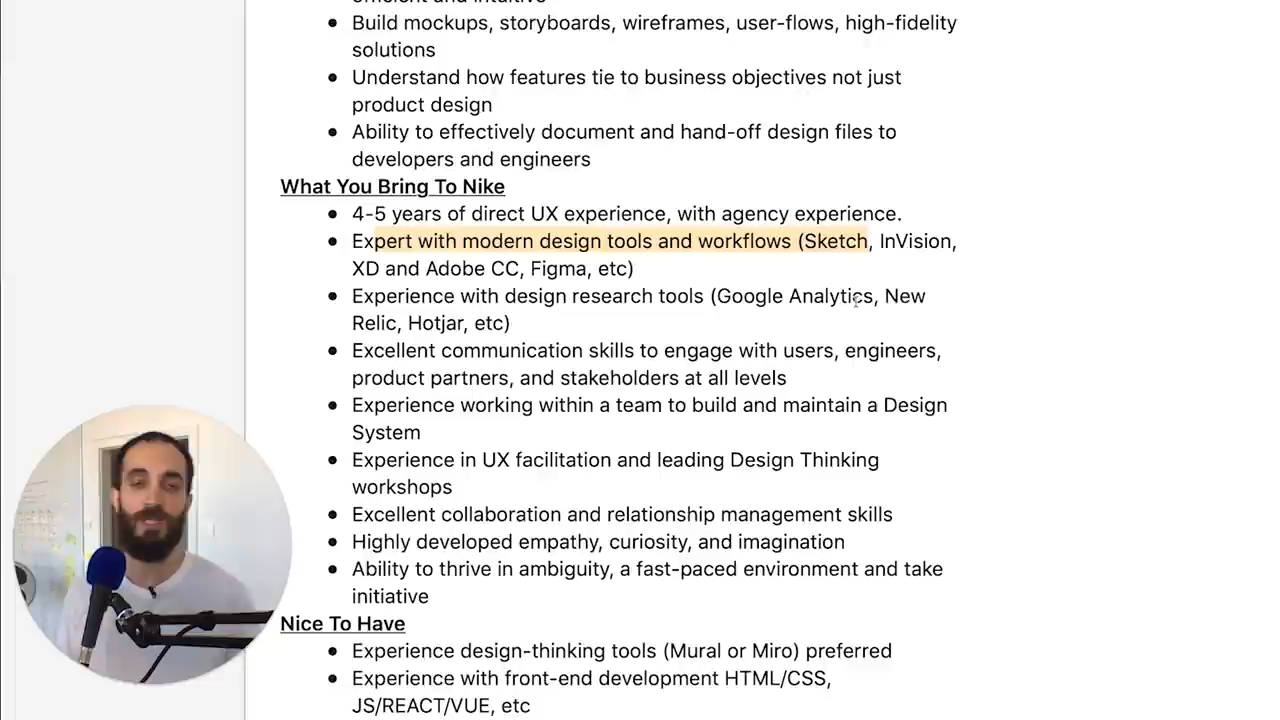 efficient and intuitive
• Build mockups, storyboards, wireframes, user-flows, high-fidelity
solutions
• Understand how features tie to business objectives not just
product design
• Ability to effectively document and hand-off design files to
developers and engineers
What You Bring To Nike
• 4-5 years of direct UX experience, with agency experience.
• Expert with modern design tools and workflows (Sketch, InVision,
XD and Adobe CC, Figma, etc)
• Experience with design research tools (Google Analytics, New
Relic, Hotjar, etc)
• Excellent communication skills to engage with users, engineers,
product partners, and stakeholders at all levels
• Experience working within a team to build and maintain a Design
System
• Experience in UX facilitation and leading Design Thinking
workshops
• Excellent collaboration and relationship management skills
• Highly developed empathy, curiosity, and imagination
• Ability to thrive in ambiguity, a fast-paced environment and take
initiative
Nice To Have
• Experience design-thinking tools (Mural or Miro) preferred
• Experience with front-end development HTML/CSS,
JS/REACT/VUE, etc